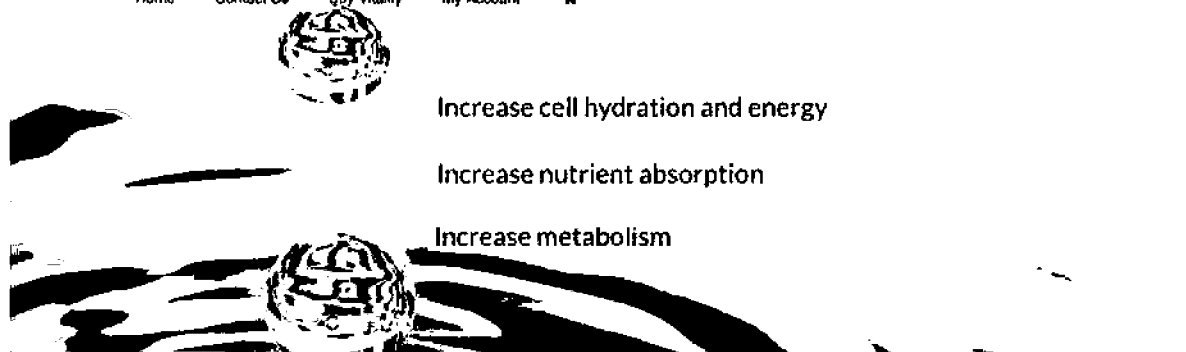 Increase cell hydration and energy
Increase nutrient absorption
Increase metabolism